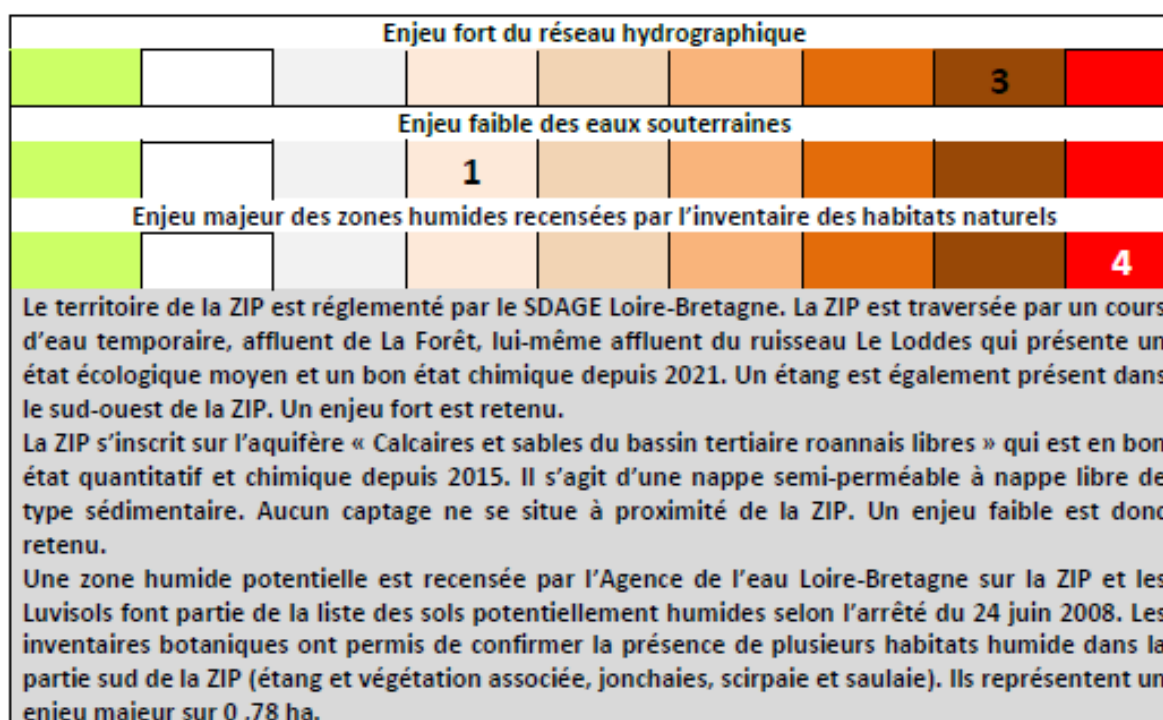 Enjeu fort du réseau hydrographique
3
Enjeu faible des eaux souterraines
1
Enjeu majeur des zones humides recensées par l'inventaire des habitats naturels
4
Le territoire de la ZIP est réglementé par le SDAGE Loire-Bretagne. La ZIP est traversée par un cours
d'eau temporaire, affluent de La Forêt, lui-même affluent du ruisseau Le Loddes qui présente un
état écologique moyen et un bon état chimique depuis 2021. Un étang est également présent dans
le sud-ouest de la ZIP. Un enjeu fort est retenu.
La ZIP s'inscrit sur l'aquifère « Calcaires et sables du bassin tertiaire roannais libres » qui est en bon
état quantitatif et chimique depuis 2015. Il s'agit d'une nappe semi-perméable à nappe libre de
type sédimentaire. Aucun captage ne se situe à proximité de la ZIP. Un enjeu faible est donc
retenu.
Une zone humide potentielle est recensée par l'Agence de l'eau Loire-Bretagne sur la ZIP et les
Luvisols font partie de la liste des sols potentiellement humides selon l'arrêté du 24 juin 2008. Les
inventaires botaniques ont permis de confirmer la présence de plusieurs habitats humide dans la
partie sud de la ZIP (étang et végétation associée, jonchaies, scirpaie et saulaie). Ils représentent un
enjeu majeur sur 0 ,78 ha.